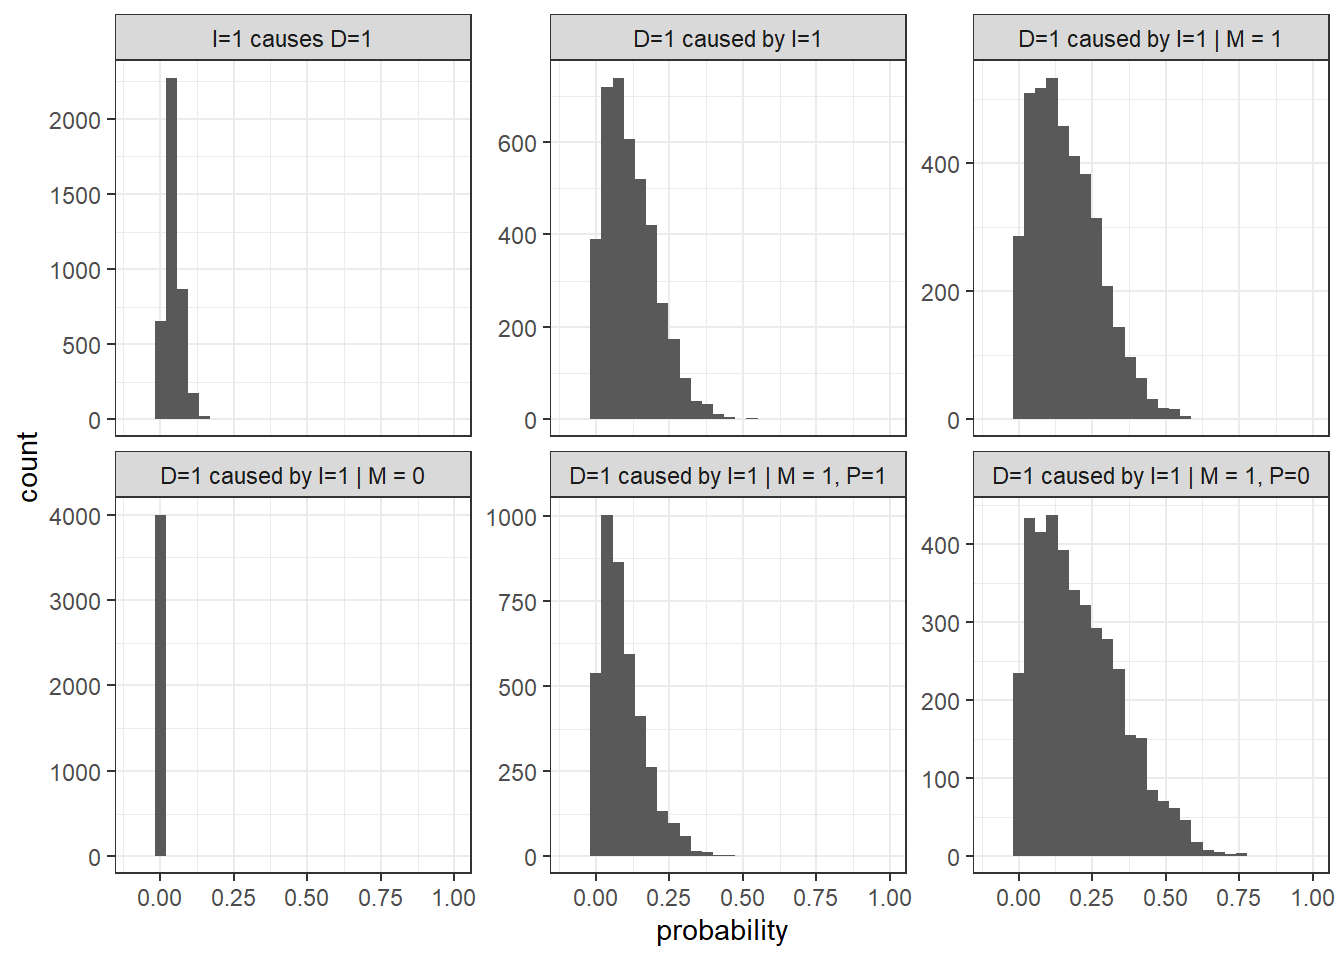 I=1 causes D=1
D=1 caused by I=1
D=1 caused by I=1 | M = 1
2000
1500
1000
500
0
600
400
200
0
400
200
0
count
D=1 caused by I=1 | M = 0
D=1 caused by I=1 | M = 1, P=1
D=1 caused by I=1 | M = 1, P=0
4000
3000
2000
1000
0
1000
750
500
250
0
400
300
200
100
0
0.00 0.25 0.50 0.75 1.00
0.00 0.25 0.50 0.75 1.00
0.00 0.25 0.50 0.75 1.00
probability